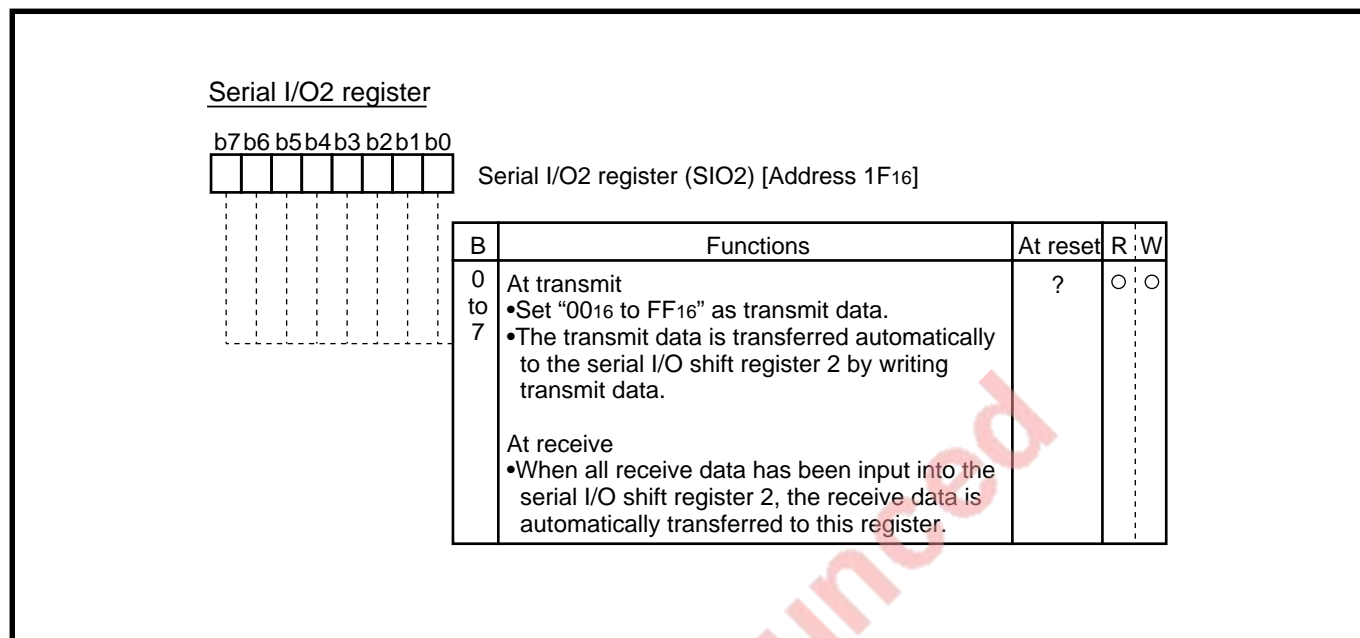 Serial I/O2 register
b7 b6 b5 b4 b3 b2 b1 b0
Serial I/O2 register (SIO2) [Address 1F16]
B Functions At reset R W
0 At transmit ? ○ ○
to •Set “0016 to FF16” as transmit data.
7 •The transmit data is transferred automatically
to the serial I/O shift register 2 by writing
transmit data.
At receive
•When all receive data has been input into the
serial I/O shift register 2, the receive data is
automatically transferred to this register.
unced